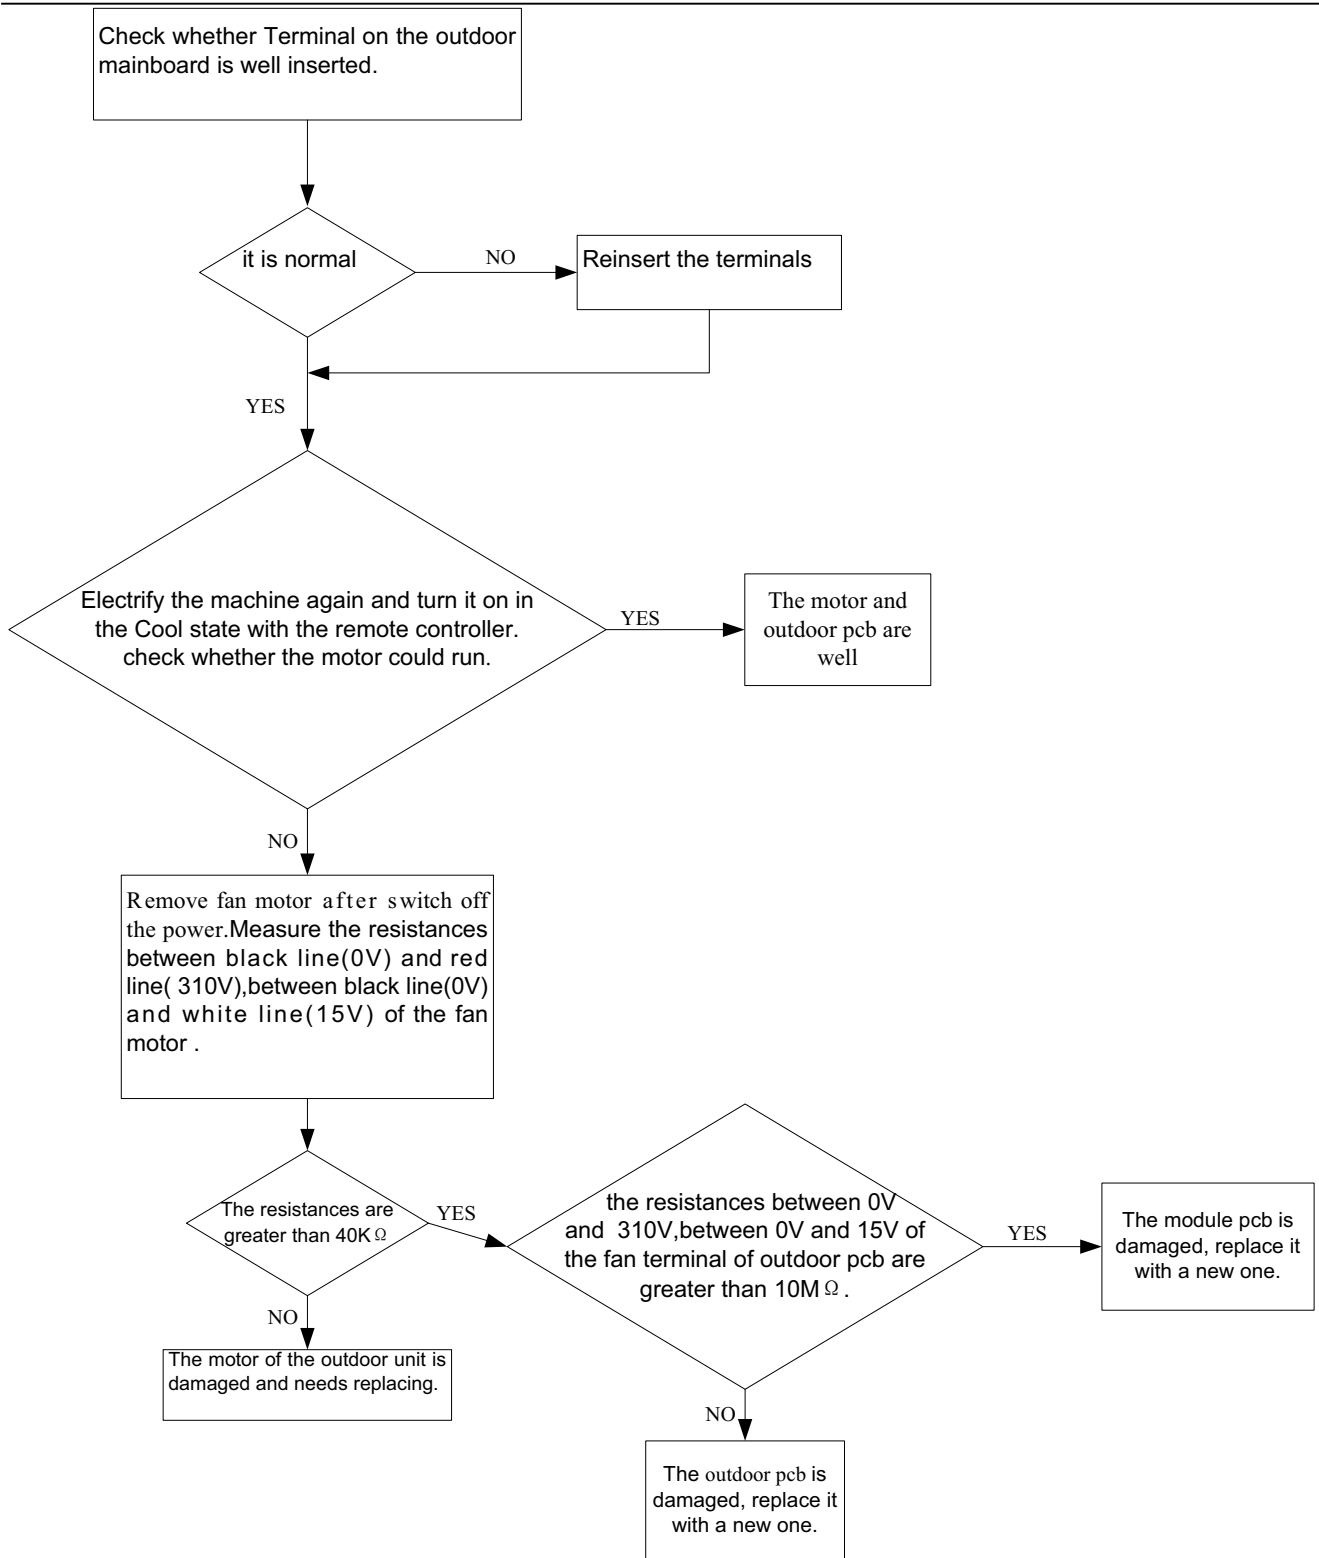 Check whether Terminal on the outdoor
mainboard is well inserted.
it is normal
NO
Reinsert the terminals
YES
Electrify the machine again and turn it on in
the Cool state with the remote controller.
check whether the motor could run.
YES
The motor and
outdoor pcb are
well
NO
Remove fan motor after switch off
the power.Measure the resistances
between black line(0V) and red
line( 310V),between black line(0V)
and white line(15V) of the fan
motor .
The resistances are
greater than 40K Ω
YES
the resistances between 0V
and 310V,between 0V and 15V of
the fan terminal of outdoor pcb are
greater than 10M Ω .
YES
The module pcb is
damaged, replace it
with a new one.
NO
The motor of the outdoor unit is
damaged and needs replacing.
NO
The outdoor pcb is
damaged, replace it
with a new one.